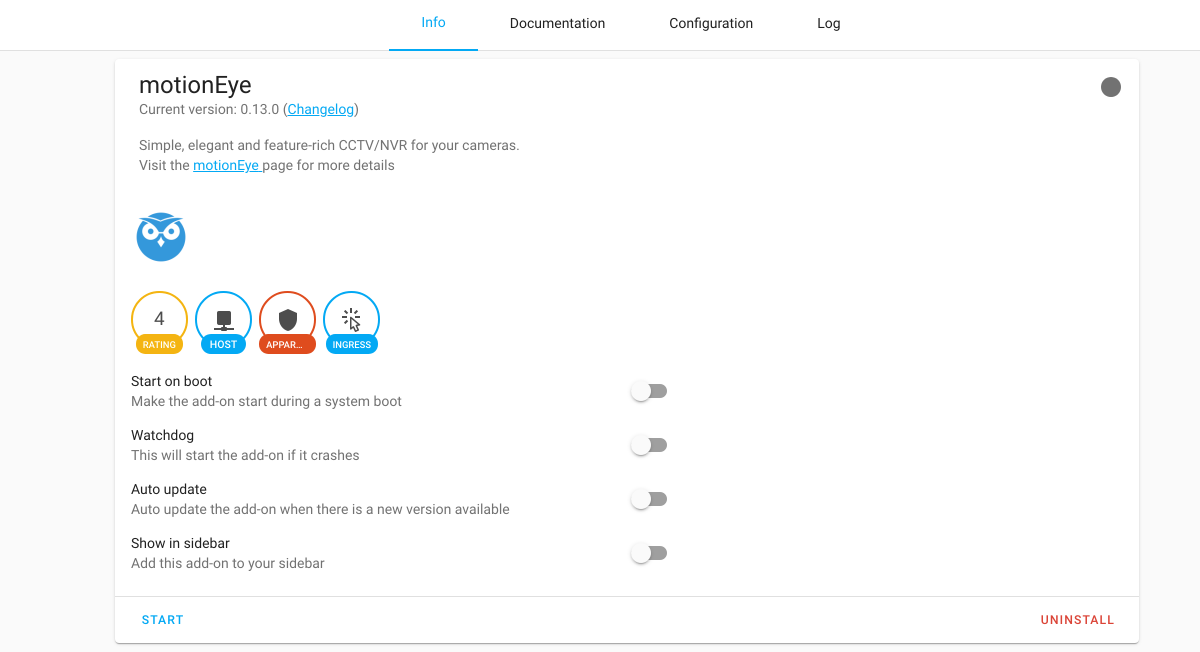 Info Documentation Configuration Log
motionEye
Current version: 0.13.0 (Changelog)
Simple, elegant and feature-rich CCTV/NVR for your cameras.
Visit the motionEye page for more details
4
RATING HOST APPAR... INGRESS
Start on boot
Make the add-on start during a system boot
Watchdog
This will start the add-on if it crashes
Auto update
Auto update the add-on when there is a new version available
Show in sidebar
Add this add-on to your sidebar
START UNINSTALL